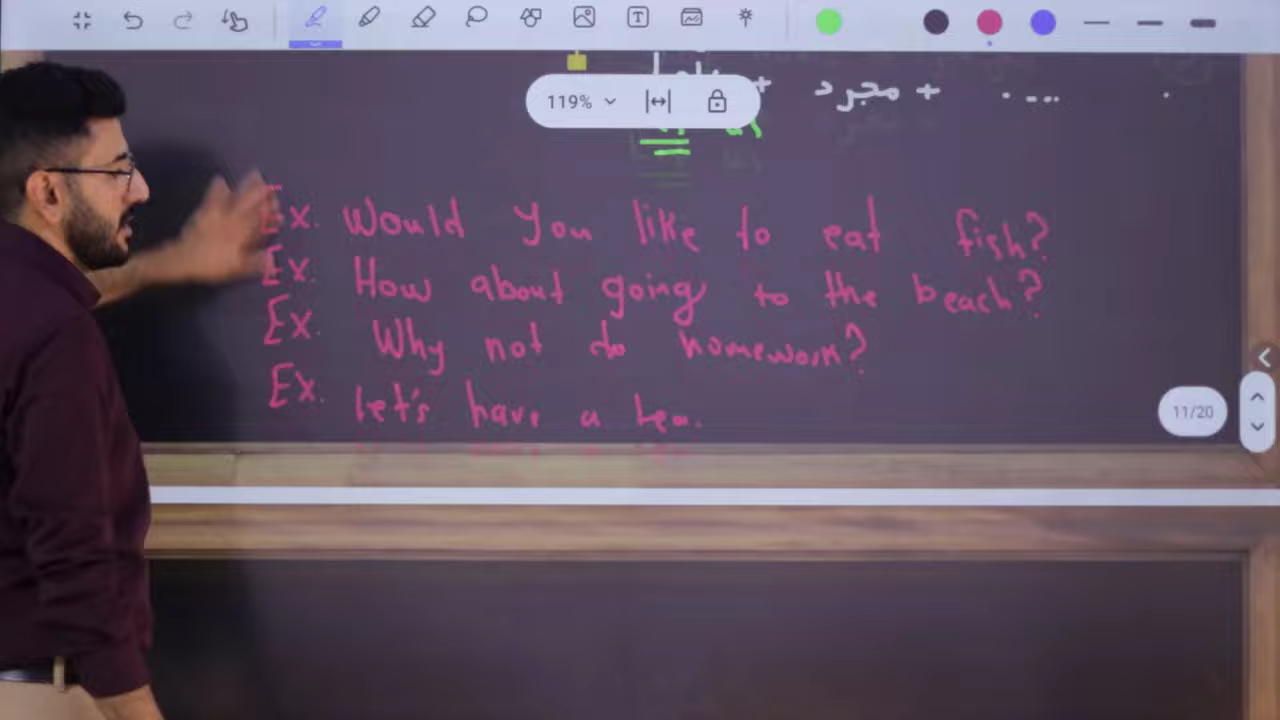 119%
مجرد + ....
Ex. Would you like to eat fish?
Ex. How about going to the beach?
Ex. Why not do homework?
Ex. Let's have a tea.
11/20